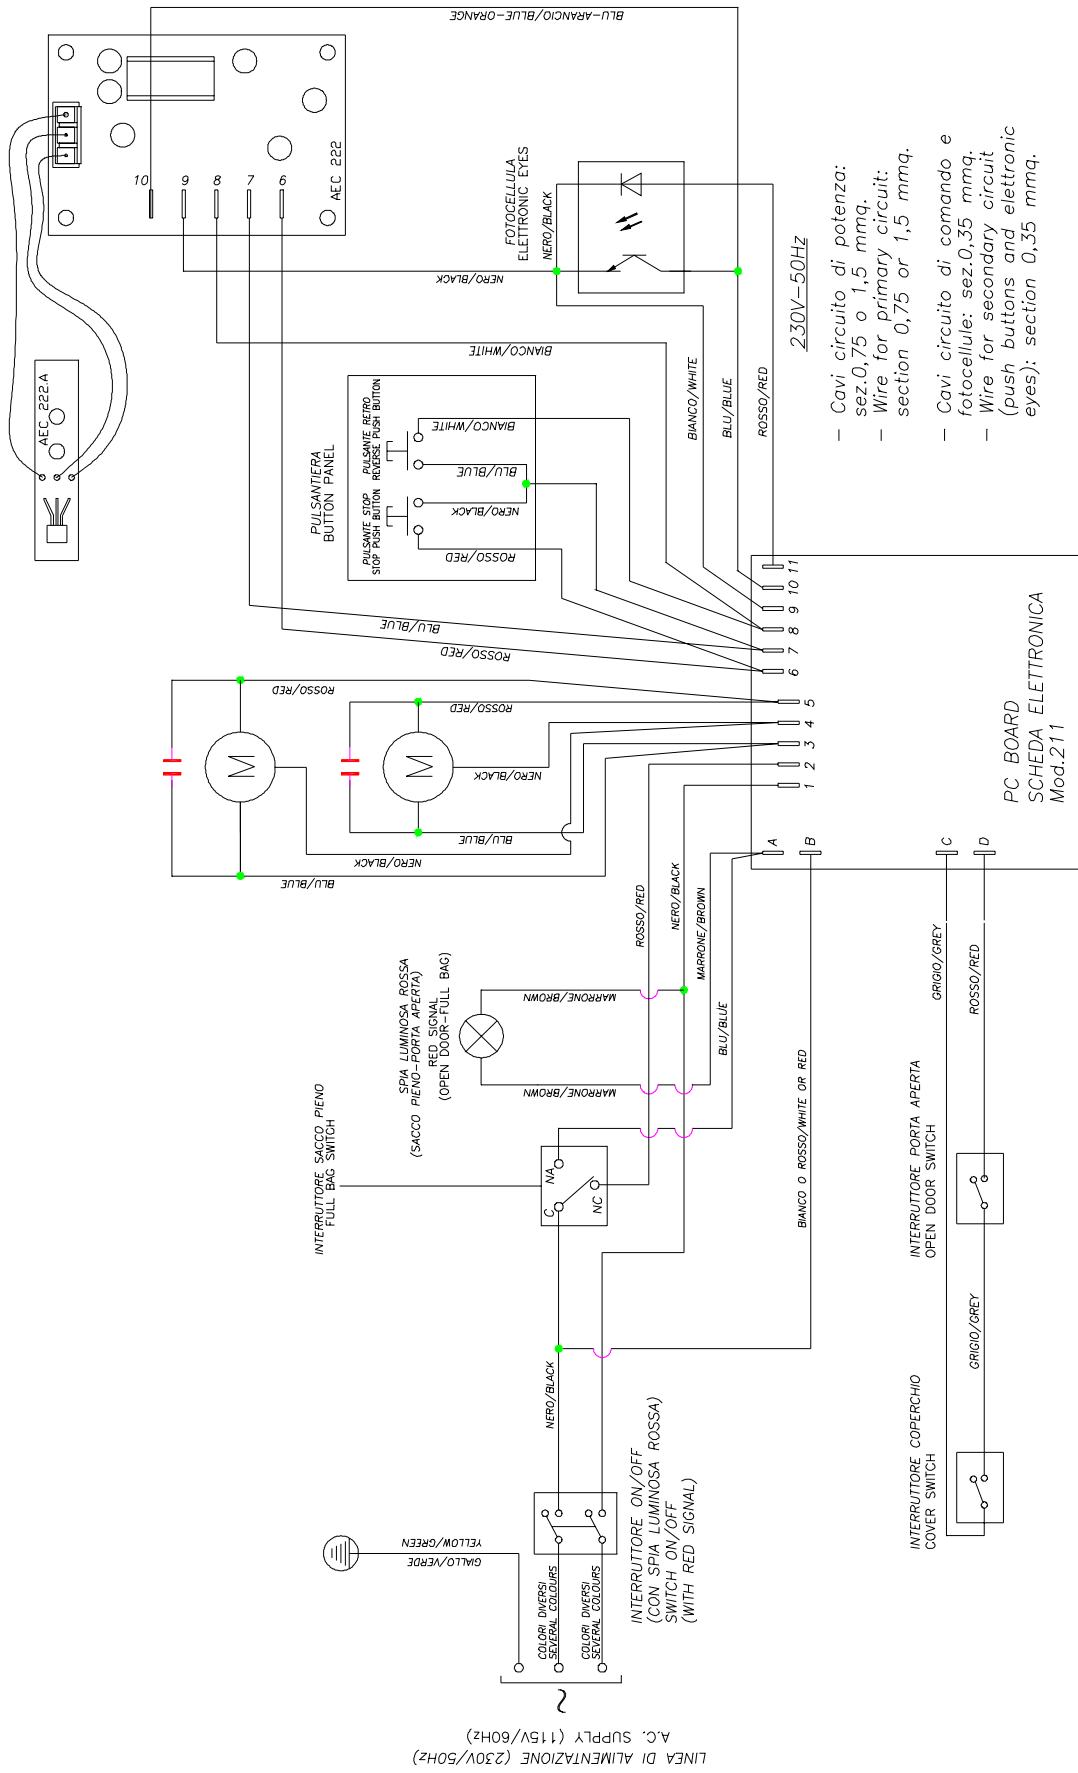 BLU-ARANCIO/BLUE-ORANGE
AEC 222.A
AEC 222
10
9
8
7
6
FOTOCELLULA
ELETTRONIC EYES
NERO/BLACK
NERO/BLACK
BIANCO/WHITE
PULSANTIERA
BUTTON PANEL
PULSANTE STOP
STOP PUSH BUTTON
PULSANTE RETRO
REVERSE PUSH BUTTON
BIANCO/WHITE
BLU/BLUE
NERO/BLACK
ROSSO/RED
BIANCO/WHITE
BLU/BLUE
ROSSO/RED
230V-50Hz
- Cavi circuito di potenza:
sez.0,75 o 1,5 mmq.
- Wire for primary circuit:
section 0,75 or 1,5 mmq.
- Cavi circuito di comando e
fotocellule: sez.0,35 mmq.
- Wire for secondary circuit
(push buttons and elettronic
eyes): section 0,35 mmq.
BLU/BLUE
ROSSO/RED
ROSSO/RED
ROSSO/RED
M
M
NERO/BLACK
BLU/BLUE
NERO/BLACK
BLU/BLUE
11
10
9
8
7
6
5
4
3
2
1
A
B
C
D
PC BOARD
SCHEDA ELETTRONICA
Mod.211
ROSSO/RED
NERO/BLACK
MARRONE/BROWN
BLU/BLUE
SPIA LUMINOSA ROSSA
(SACCO PIENO-PORTA APERTA)
RED SIGNAL
(OPEN DOOR-FULL BAG)
MARRONE/BROWN
MARRONE/BROWN
INTERRUTTORE SACCO PIENO
FULL BAG SWITCH
NA
C
NC
BIANCO O ROSSO/WHITE OR RED
GRIGIO/GREY
ROSSO/RED
INTERRUTTORE PORTA APERTA
OPEN DOOR SWITCH
GRIGIO/GREY
INTERRUTTORE COPERCHIO
COVER SWITCH
NERO/BLACK
INTERRUTTORE ON/OFF
(CON SPIA LUMINOSA ROSSA)
SWITCH ON/OFF
(WITH RED SIGNAL)
GIALLO/VERDE
YELLOW/GREEN
COLORI DIVERSI
SEVERAL COLOURS
COLORI DIVERSI
SEVERAL COLOURS
~
LINEA DI ALIMENTAZIONE (230V/50Hz)
A.C. SUPPLY (115V/60Hz)